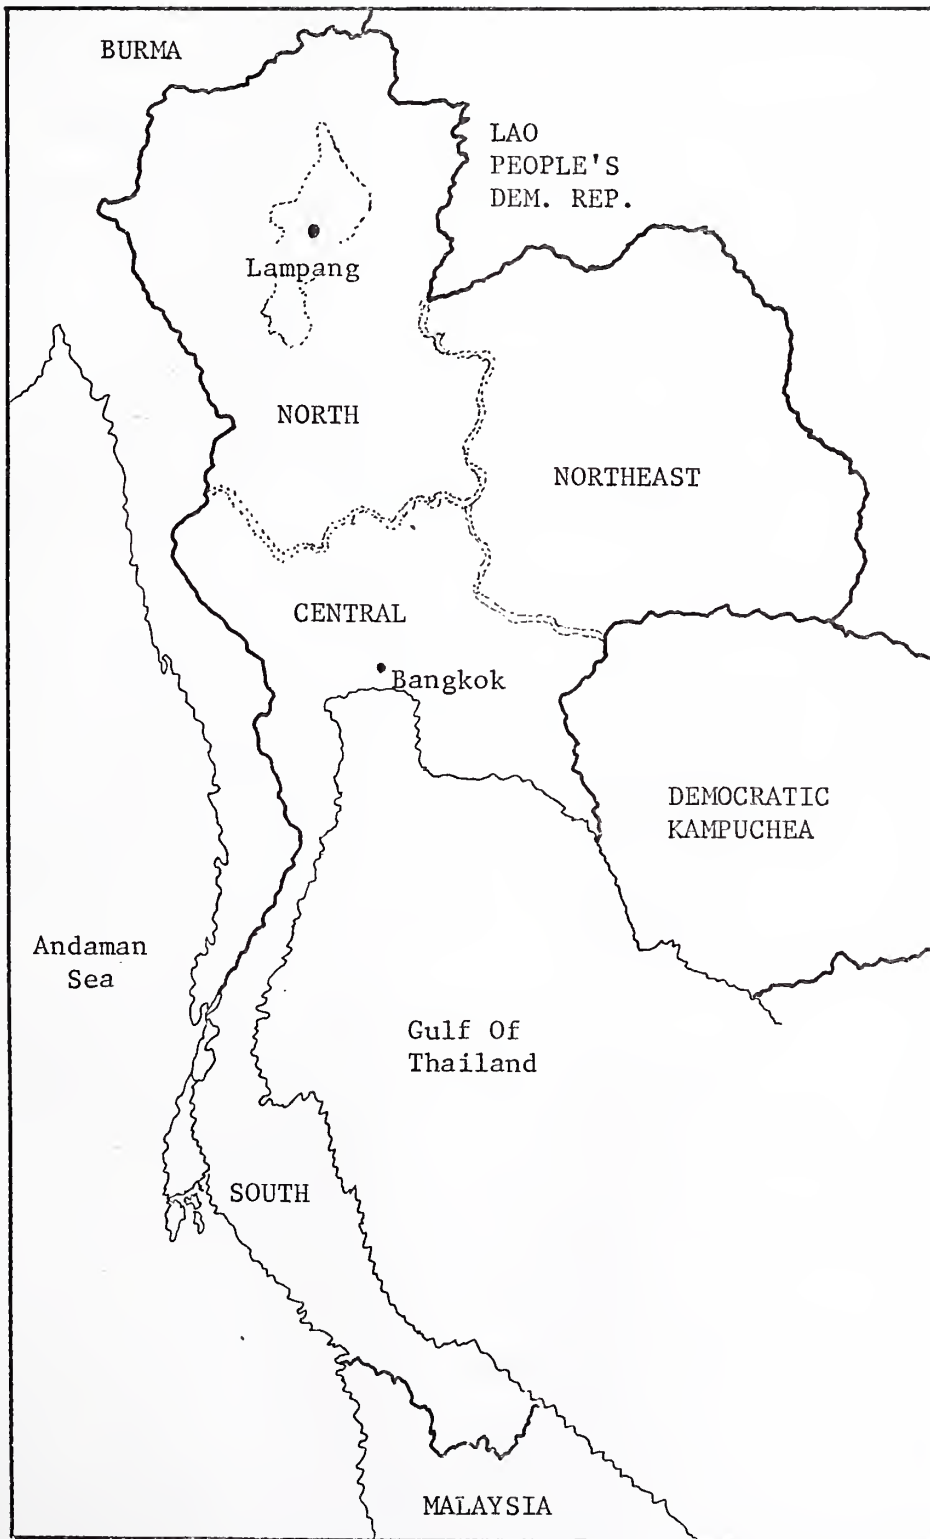 BURMA
LAO
PEOPLE'S
DEM. REP.
Lampang
NORTH
NORTHEAST
CENTRAL
Bangkok
DEMOCRATIC
KAMPUCHEA
Andaman
Sea
Gulf Of
Thailand
SOUTH
MALAYSIA